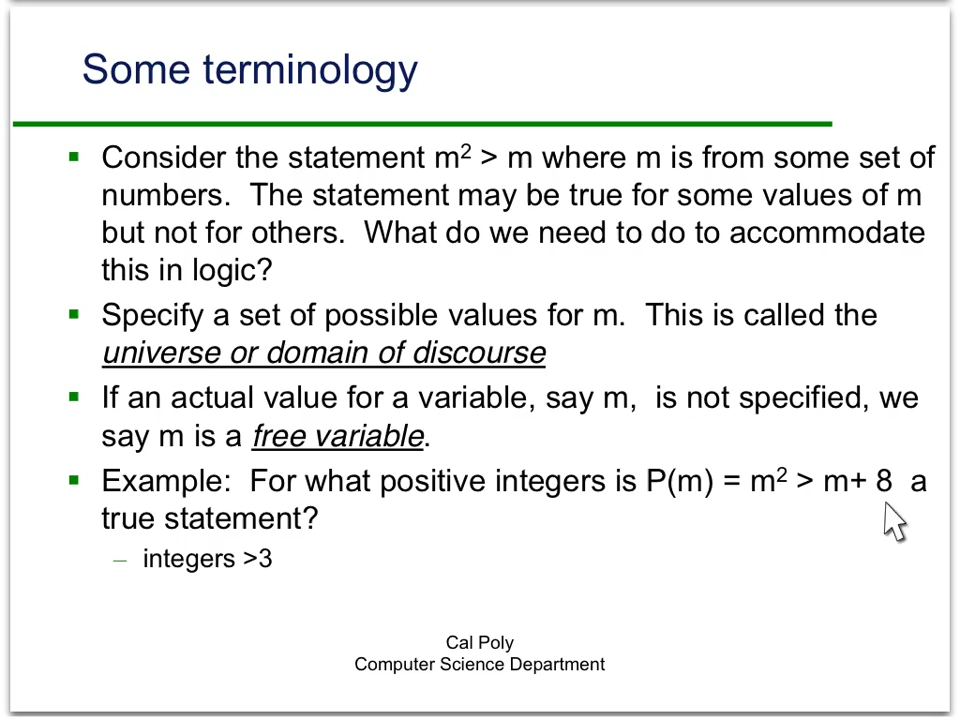 Some terminology
Consider the statement m² > m where m is from some set of
numbers. The statement may be true for some values of m
but not for others. What do we need to do to accommodate
this in logic?
Specify a set of possible values for m. This is called the
universe or domain of discourse
If an actual value for a variable, say m, is not specified, we
say m is a free variable.
Example: For what positive integers is P(m) = m² > m+ 8 a
true statement?
– integers >3
Cal Poly
Computer Science Department